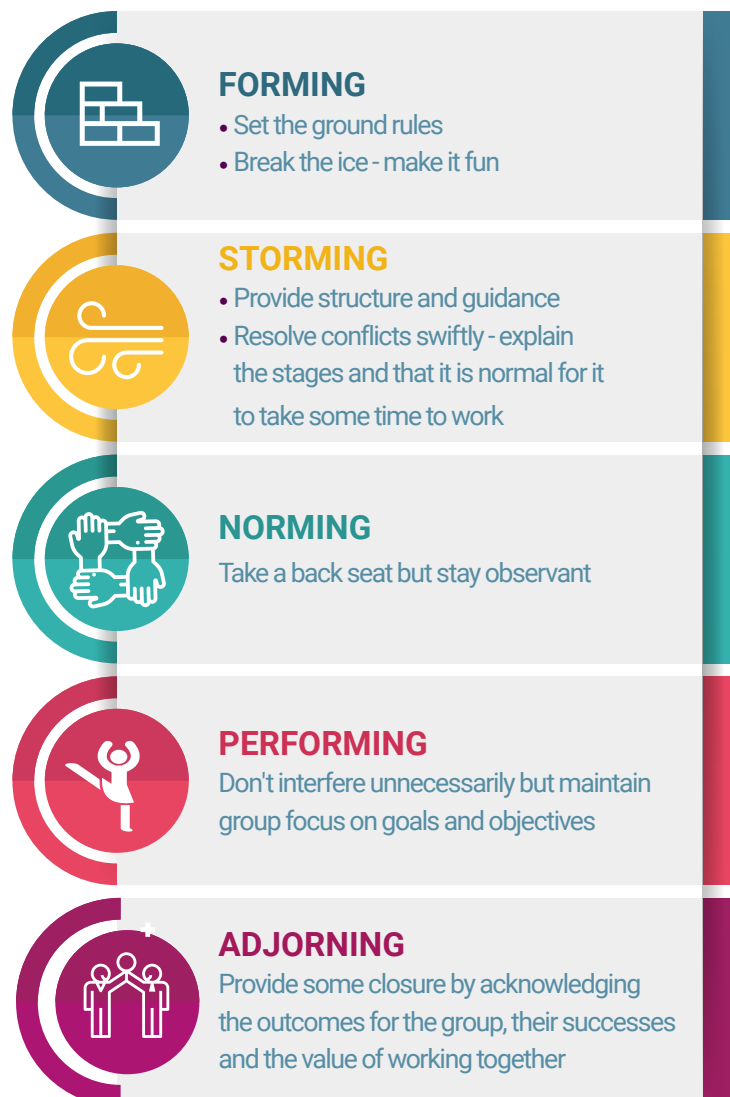 FORMING
• Set the ground rules
• Break the ice - make it fun
STORMING
• Provide structure and guidance
• Resolve conflicts swiftly - explain
the stages and that it is normal for it
to take some time to work
NORMING
Take a back seat but stay observant
PERFORMING
Don't interfere unnecessarily but maintain
group focus on goals and objectives
ADJORNING
Provide some closure by acknowledging
the outcomes for the group, their successes
and the value of working together